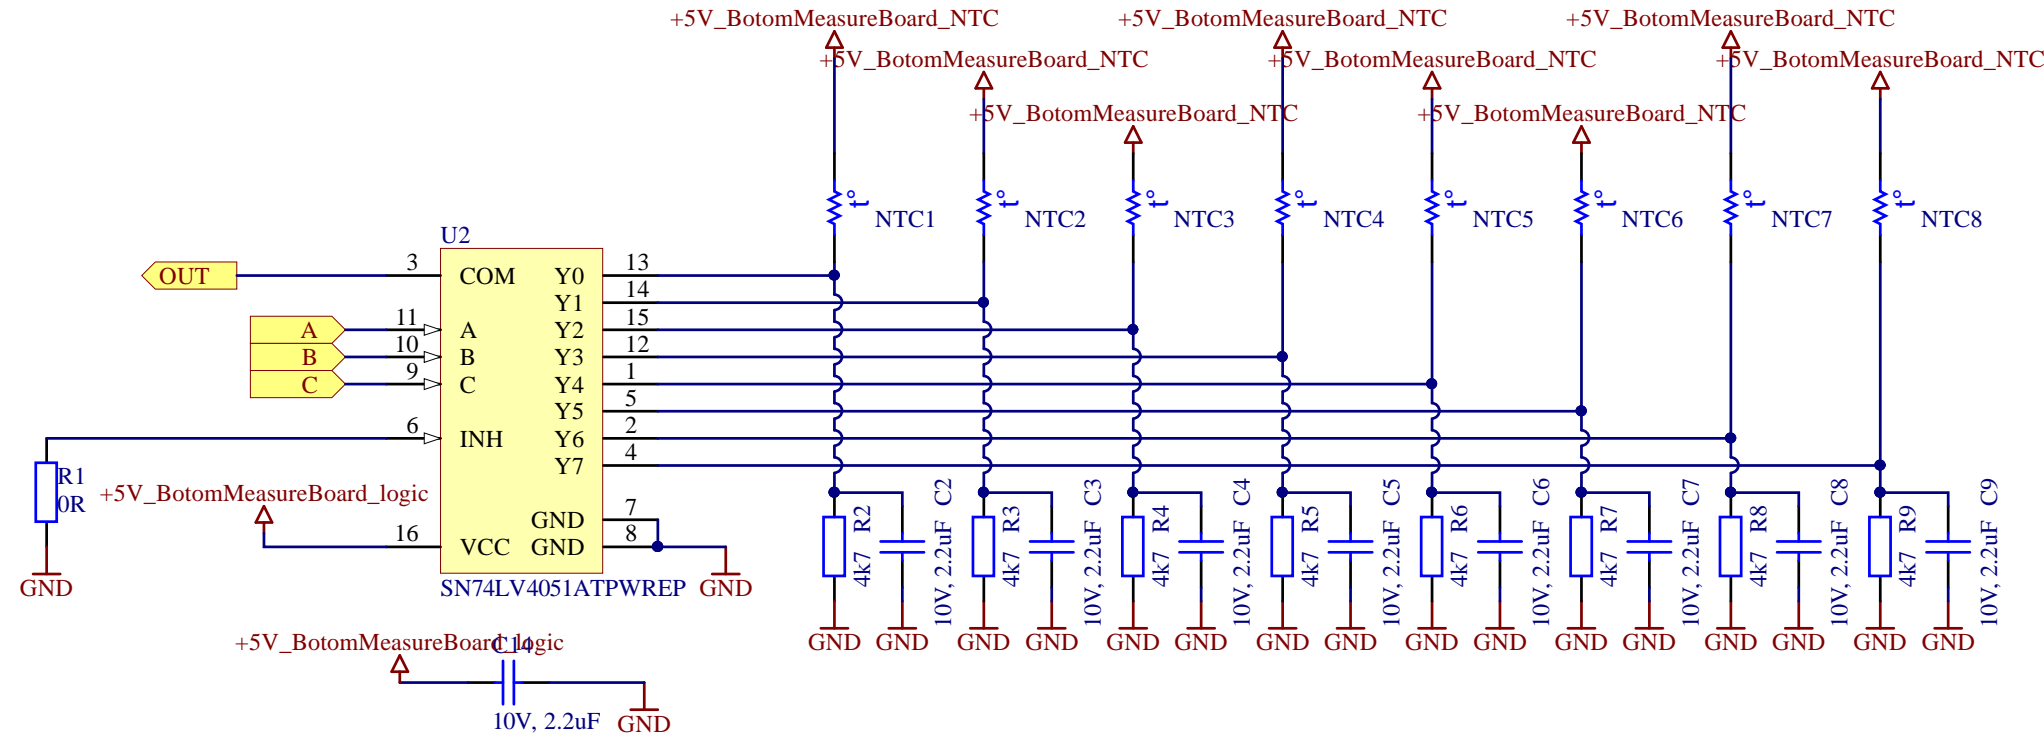 +5V_BotomMeasureBoard_NTC
+5V_BotomMeasureBoard_NTC
+5V_BotomMeasureBoard_NTC
+5V_BotomMeasureBoard_NTC
+5V_BotomMeasureBoard_NTC
+5V_BotomMeasureBoard_NTC
+5V_BotomMeasureBoard_NTC
+5V_BotomMeasureBoard_NTC
t° NTC1
t° NTC2
t° NTC3
t° NTC4
t° NTC5
t° NTC6
t° NTC7
t° NTC8
U2
OUT
3 COM Y0 13
Y1 14
A 11 A Y2 15
B 10 B Y3 12
C 9 C Y4 1
Y5 5
6 INH Y6 2
Y7 4
R1
0R
GND
+5V_BotomMeasureBoard_logic
GND 7
16 VCC GND 8
SN74LV4051ATPWREP
GND
R2
4k7
C2
10V, 2.2uF
R3
4k7
C3
10V, 2.2uF
R4
4k7
C4
10V, 2.2uF
R5
4k7
C5
10V, 2.2uF
R6
4k7
C6
10V, 2.2uF
R7
4k7
C7
10V, 2.2uF
R8
4k7
C8
10V, 2.2uF
R9
4k7
C9
10V, 2.2uF
GND GND GND GND GND GND GND GND GND GND GND GND GND GND GND GND
+5V_BotomMeasureBoard_logic
C14
10V, 2.2uF
GND